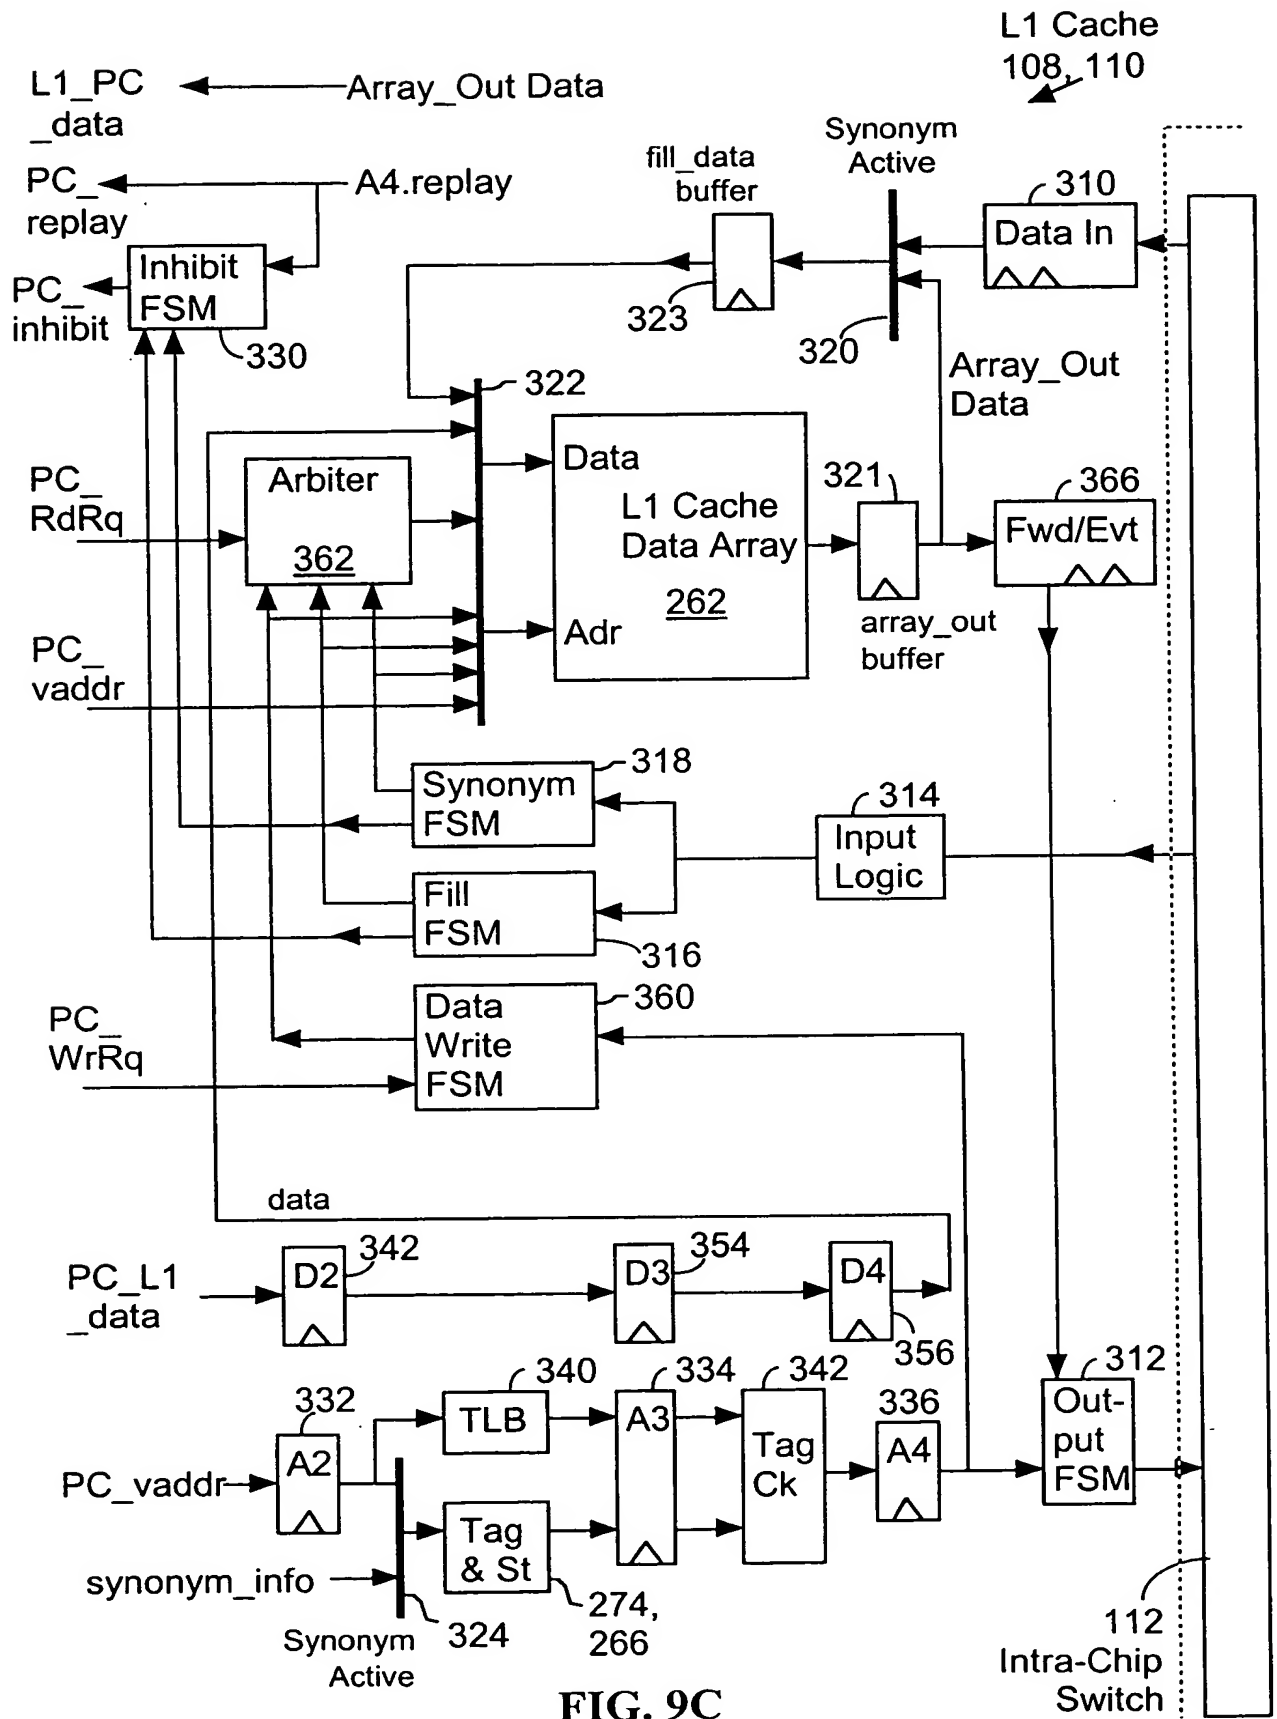 L1 Cache
108, 110
L1_PC
_data
Array_Out Data
PC_
replay
A4.replay
PC_
inhibit
Inhibit
FSM
330
fill_data
buffer
323
Synonym
Active
320
310
Data In
322
Array_Out
Data
PC_
RdRq
Arbiter
362
Data
L1 Cache
Data Array
262
Adr
321
array_out
buffer
366
Fwd/Evt
PC_
vaddr
318
Synonym
FSM
314
Input
Logic
Fill
FSM
316
360
Data
Write
FSM
PC_
WrRq
data
PC_L1
_data
342
D2
354
D3
D4
356
332
A2
PC_vaddr
340
TLB
334
A3
342
Tag
Ck
336
A4
312
Out-
put
FSM
synonym_info
Tag
& St
274,
266
324
Synonym
Active
112
Intra-Chip
Switch
FIG. 9C